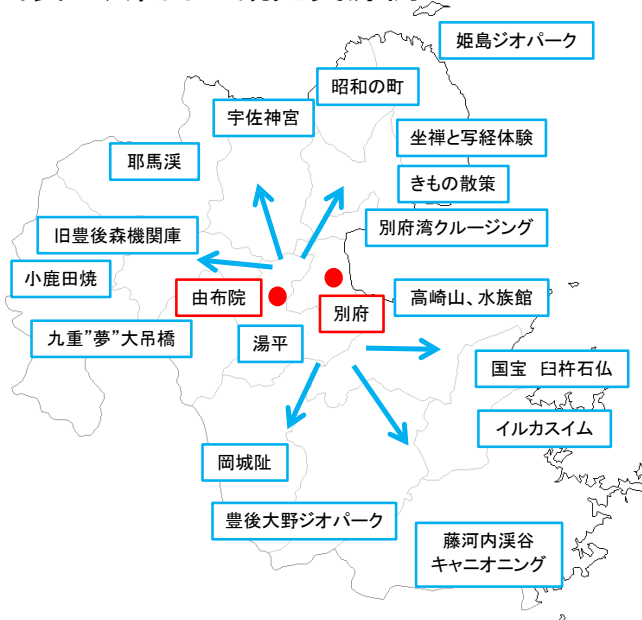 姫島ジオパーク
昭和の町
宇佐神宮
坐禅と写経体験
耶馬渓
きもの散策
別府湾クルージング
旧豊後森機関庫
小鹿田焼
由布院
別府
高崎山、水族館
九重”夢”大吊橋
湯平
国宝 臼杵石仏
イルカスイム
岡城阯
豊後大野ジオパーク
藤河内渓谷
キャニオニング